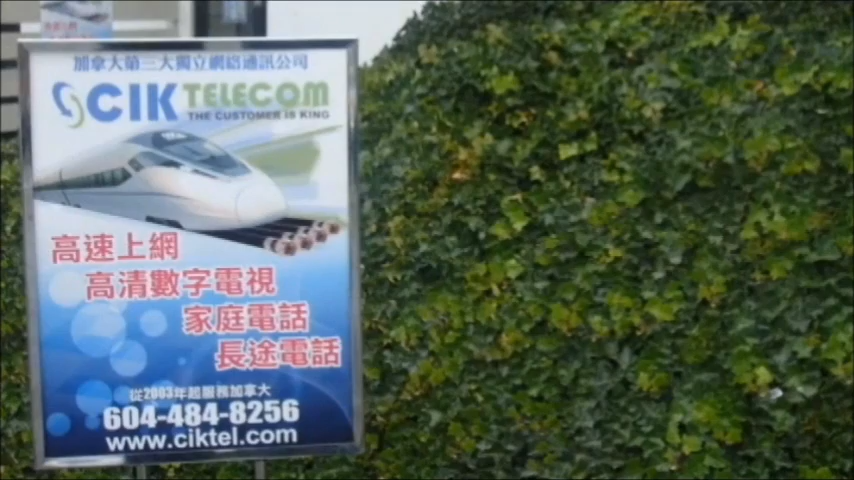 加拿大第三大獨立網絡通訊公司
CIK TELECOM
THE CUSTOMER IS KING
高速上網
高清數字電視
家庭電話
長途電話
從2003年起服務加拿大
604-484-8256
www.ciktel.com